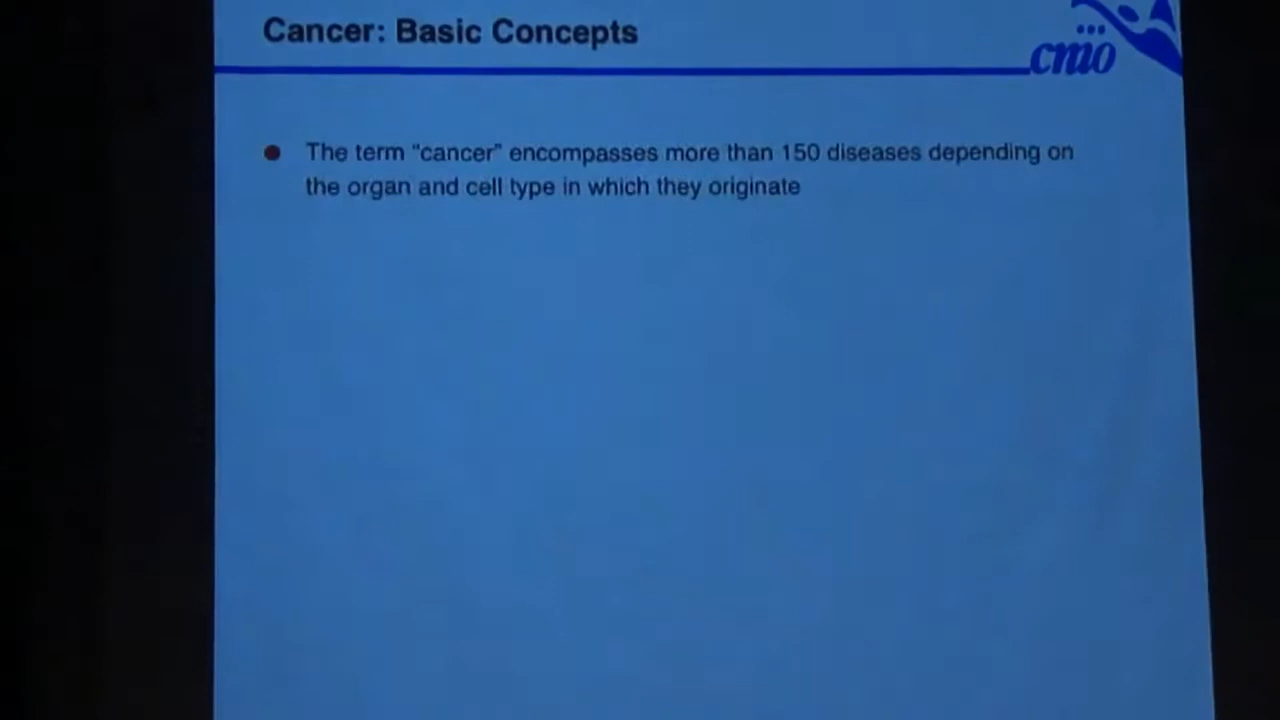 Cancer: Basic Concepts
cnio
The term “cancer” encompasses more than 150 diseases depending on
the organ and cell type in which they originate